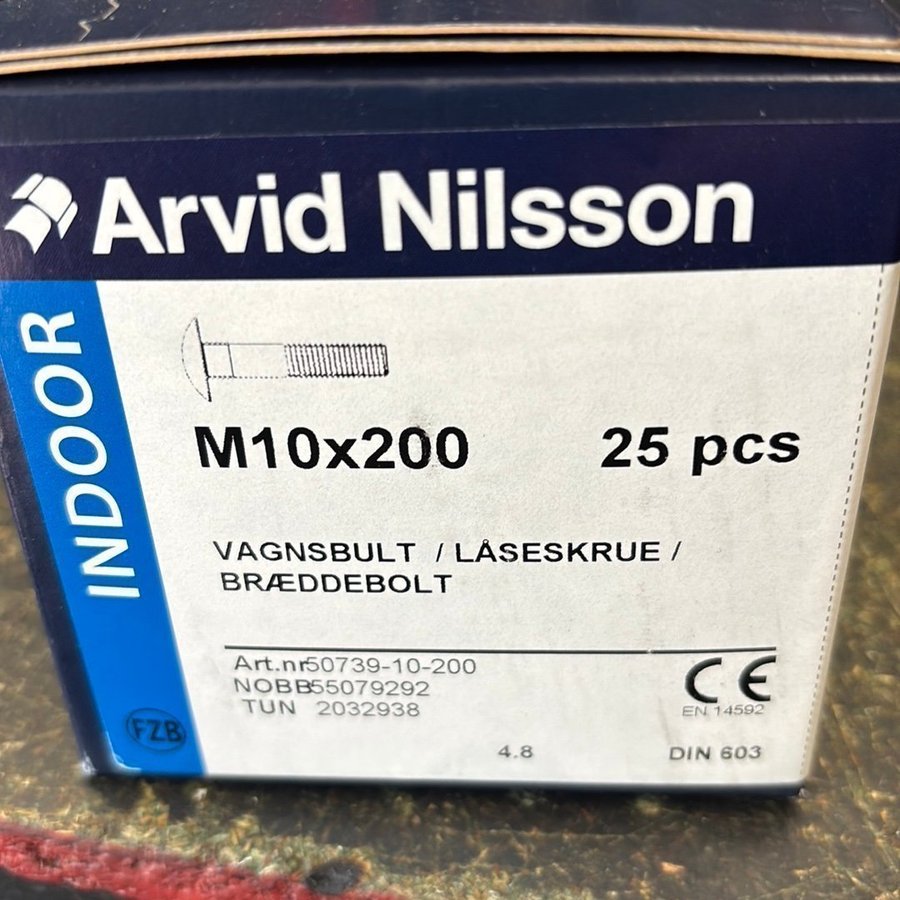 Arvid Nilsson
INDOOR
M10x200 25 pcs
VAGNSBULT / LÅSESKRUE /
BRÆDDEBOLT
Art.nr50739-10-200
NOBB55079292
TUN 2032938
CE
EN 14592
FZB
4.8 DIN 603